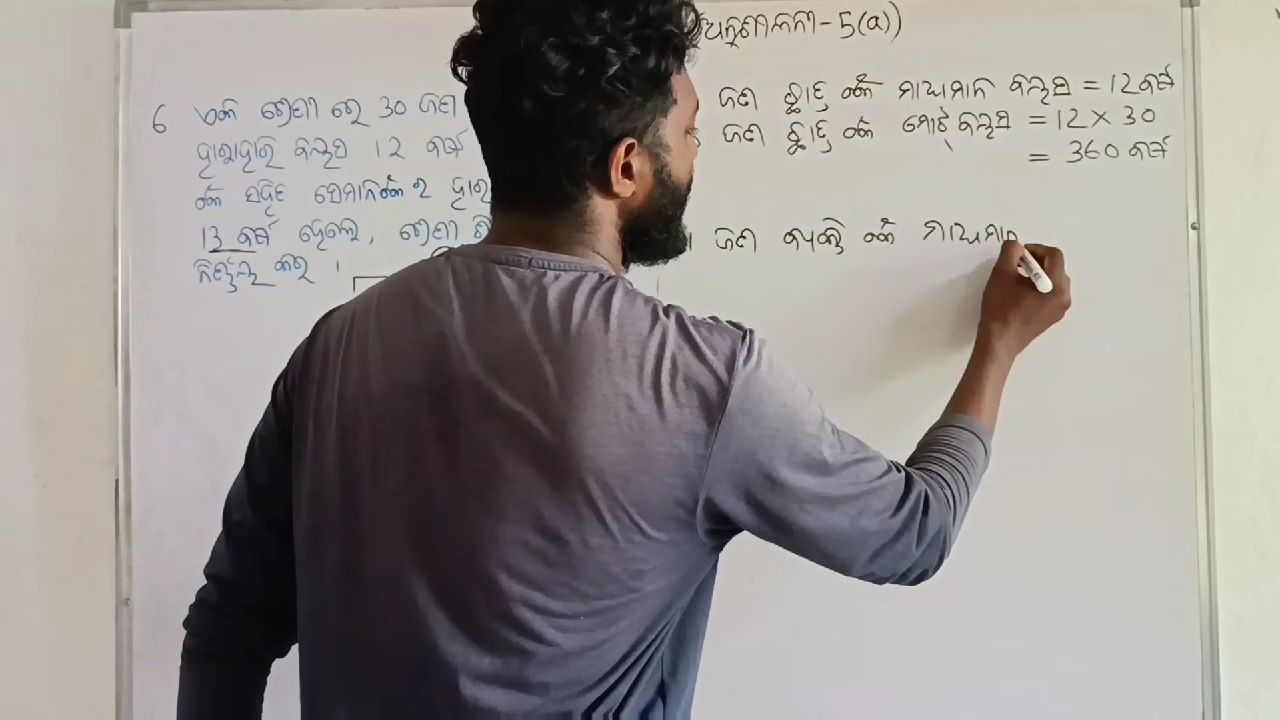 ଅନୁଶୀଳନୀ-5(a))
6 ଏକ ଶ୍ରେଣୀ ରେ 30 ଜଣ
ହାରାହାରି ବୟସ 12 ବର୍ଷ
ଙ୍କ ସହିତ ସେମାନଙ୍କ ର
13 ବର୍ଷ ହେଲେ, ଶ୍ରେଣୀ
ନିର୍ଣ୍ଣୟ କର ।
ଜଣ ଛାତ୍ର ଙ୍କ ମାଧ୍ୟମାନ ବୟସ = 12 ବର୍ଷ
ଜଣ ଛାତ୍ର ଙ୍କ ମୋଟ ବୟସ = 12 × 30
= 360 ବର୍ଷ
ଜଣ ବ୍ୟକ୍ତି ଙ୍କ ମାଧ୍ୟମାନ